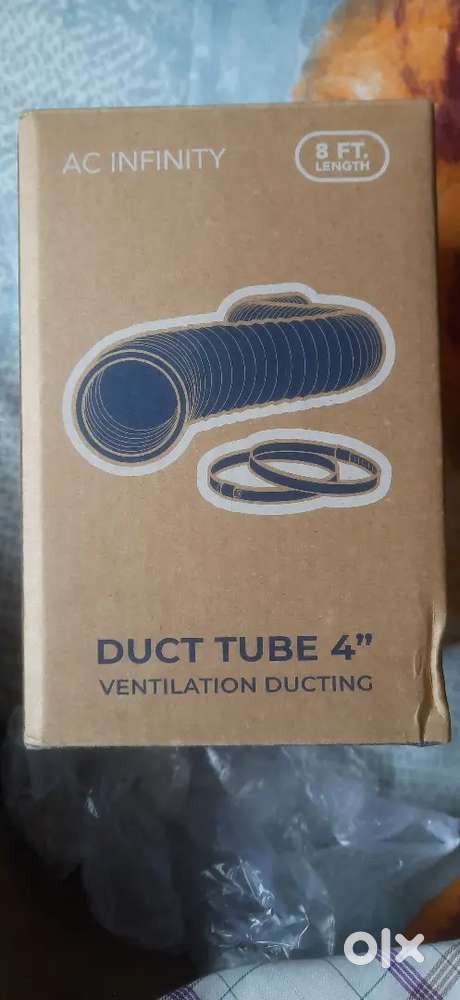 AC INFINITY
8 FT.
LENGTH
DUCT TUBE 4”
VENTILATION DUCTING
olx